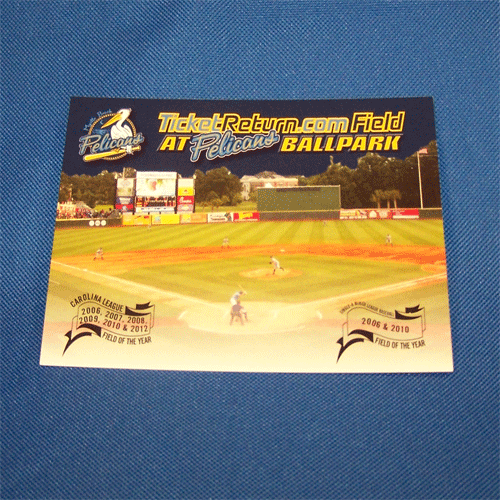 Myrtle Beach
Pelicans
TicketReturn.com Field
AT Pelicans BALLPARK
CAROLINA LEAGUE
2006, 2007, 2008,
2009, 2010 & 2012
FIELD OF THE YEAR
2006 & 2010
FIELD OF THE YEAR